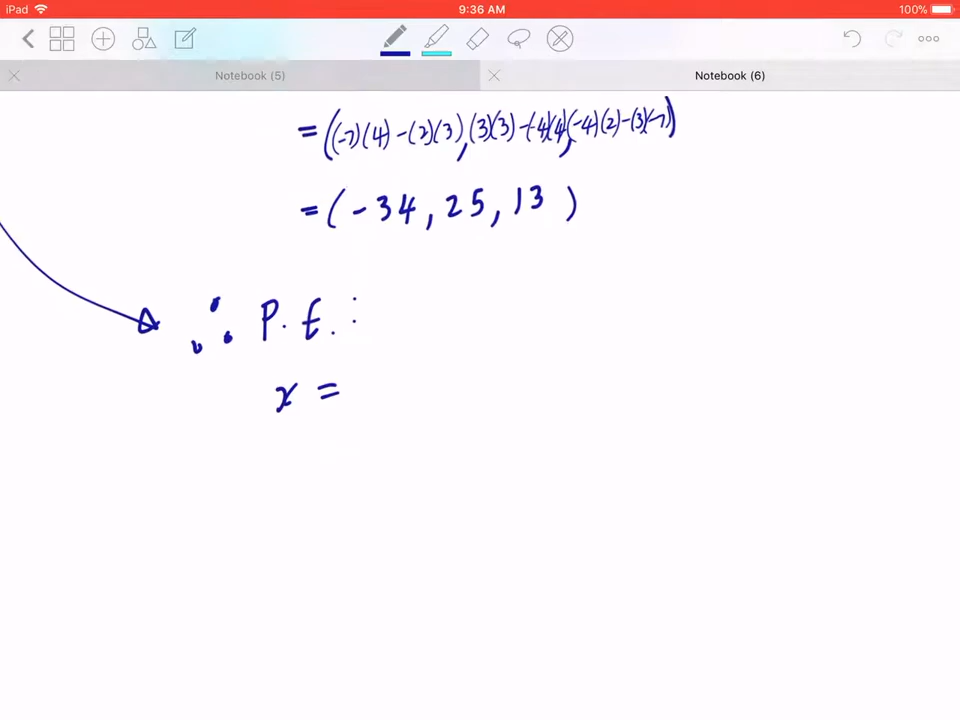 iPad 9:36 AM 100%
Notebook (5) Notebook (6)
= ((-7)(4) - (2)(3), (3)(3) - (-4)(4), (-4)(2) - (3)(-7))
= ( - 34 , 25 , 13 )
∴ P. E. :
x =